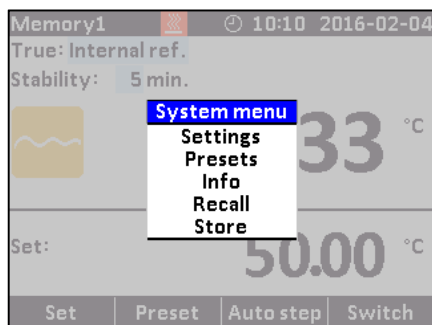 Memory1 10:10 2016-02-04
True: Internal ref.
Stability: 5 min.
System menu
Settings
Presets
Info
Recall
Store
33 °C
Set: 50.00 °C
Set Preset Auto step Switch